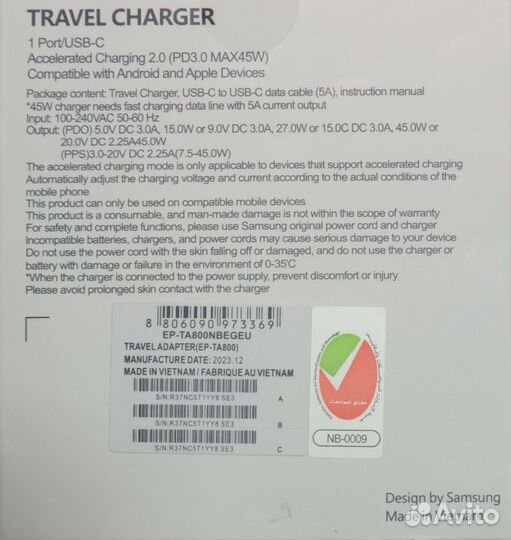 TRAVEL CHARGER
1 Port/USB-C
Accelerated Charging 2.0 (PD3.0 MAX45W)
Compatible with Android and Apple Devices
Package content: Travel Charger, USB-C to USB-C data cable (5A), instruction manual
*45W charger needs fast charging data line with 5A current output
Input: 100-240VAC 50-60 Hz
Output: (PDO) 5.0V DC 3.0A, 15.0W or 9.0V DC 3.0A, 27.0W or 15.0C DC 3.0A, 45.0W or
20.0V DC 2.25A45.0W
(PPS)3.0-20V DC 2.25A(7.5-45.0W)
The accelerated charging mode is only applicable to devices that support accelerated charging
Automatically adjust the charging voltage and current according to the actual conditions of the
mobile phone
This product can only be used on compatible mobile devices
This product is a consumable, and man-made damage is not within the scope of warranty
For safety and complete functions, please use Samsung original power cord and charger
Incompatible batteries, chargers, and power cords may cause serious damage to your device
Do not use the power cord with the skin falling off or damaged, and do not use the charger or
battery with damage or failure in the environment of 0-35°C
*When the charger is connected to the power supply, prevent discomfort or injury
Please avoid prolonged skin contact with the charger
8 806090 973369
EP-TA800NBEGEU
TRAVEL ADAPTER(EP-TA800)
MANUFACTURE DATE: 2023.12
MADE IN VIETNAM / FABRIQUE AU VIETNAM
S/N:R37NC5T1YY8 SE3 A
S/N:R37NC5T1YY8 SE3 B
S/N:R37NC5T1YY8 SE3 C
مطابق للمواصفات
NB-0009
Design by Samsung
Made in Vietnam
Avito